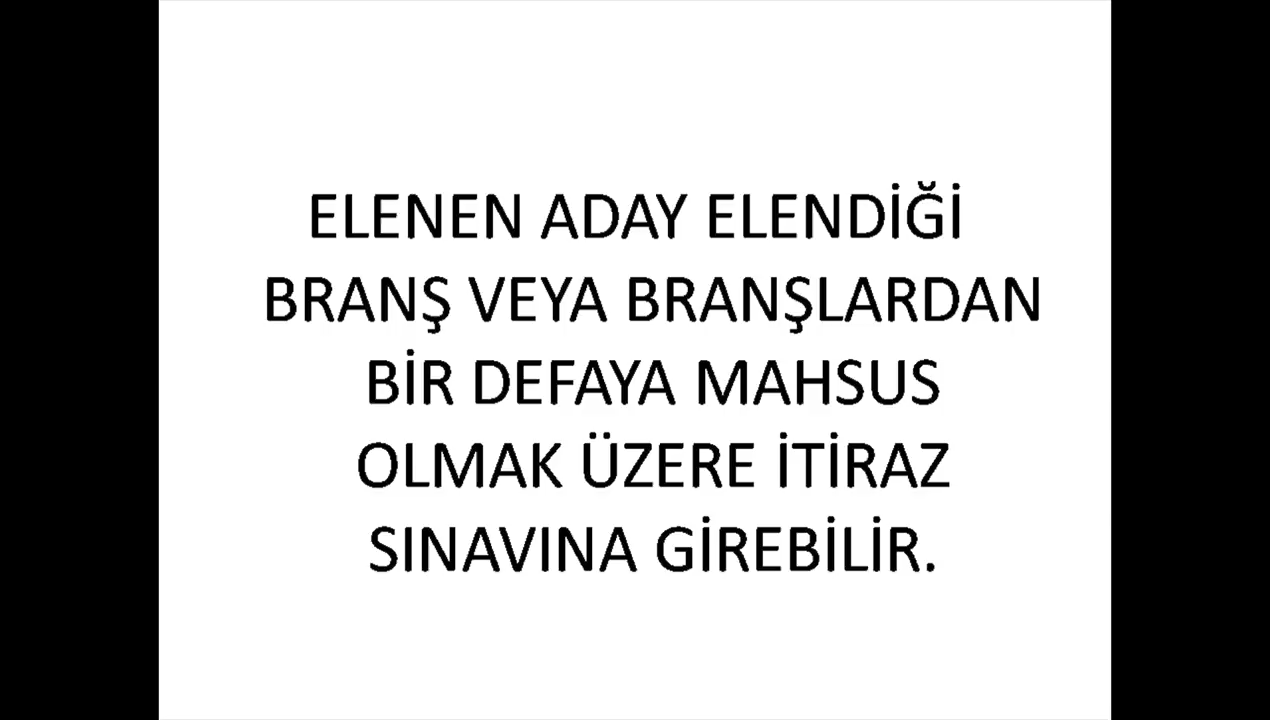 ELENEN ADAY ELENDİĞİ
BRANŞ VEYA BRANŞLARDAN
BİR DEFAYA MAHSUS
OLMAK ÜZERE İTİRAZ
SINAVINA GİREBİLİR.